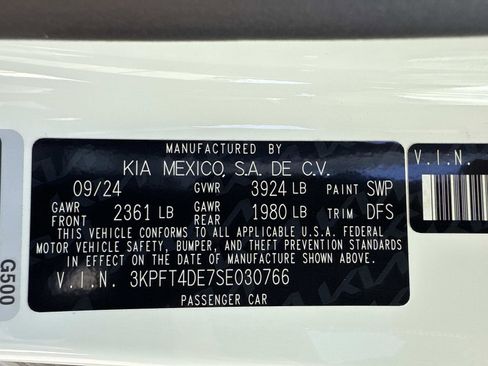 MANUFACTURED BY
KIA MEXICO, S.A. DE C.V.
09/24 GVWR 3924 LB PAINT SWP
GAWR FRONT 2361 LB GAWR REAR 1980 LB TRIM DFS
THIS VEHICLE CONFORMS TO ALL APPLICABLE U.S.A. FEDERAL
MOTOR VEHICLE SAFETY, BUMPER, AND THEFT PREVENTION STANDARDS
IN EFFECT ON THE DATE OF MANUFACTURE SHOWN ABOVE.
V.I.N. 3KPFT4DE7SE030766
PASSENGER CAR
V.I.N.
G500